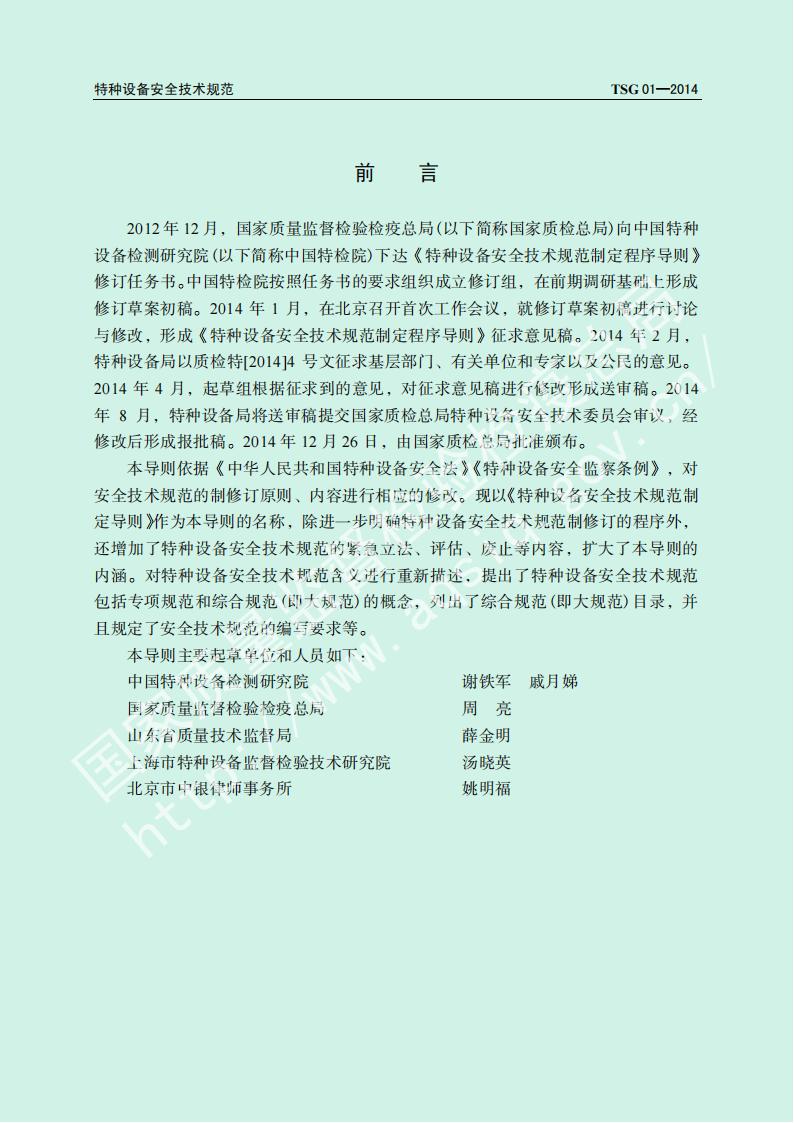 特种设备安全技术规范 TSG 01—2014
前　言
2012 年 12 月，国家质量监督检验检疫总局(以下简称国家质检总局)向中国特种
设备检测研究院(以下简称中国特检院)下达《特种设备安全技术规范制定程序导则》
修订任务书。中国特检院按照任务书的要求组织成立修订组，在前期调研基础上形成
修订草案初稿。2014 年 1 月，在北京召开首次工作会议，就修订草案初稿进行讨论
与修改，形成《特种设备安全技术规范制定程序导则》征求意见稿。2014 年 2 月，
特种设备局以质检特[2014]4 号文征求基层部门、有关单位和专家以及公民的意见。
2014 年 4 月，起草组根据征求到的意见，对征求意见稿进行修改形成送审稿。2014
年 8 月，特种设备局将送审稿提交国家质检总局特种设备安全技术委员会审议，经
修改后形成报批稿。2014 年 12 月 26 日，由国家质检总局批准颁布。
本导则依据《中华人民共和国特种设备安全法》《特种设备安全监察条例》，对
安全技术规范的制修订原则、内容进行相应的修改。现以《特种设备安全技术规范制
定导则》作为本导则的名称，除进一步明确特种设备安全技术规范制修订的程序外，
还增加了特种设备安全技术规范的紧急立法、评估、废止等内容，扩大了本导则的
内涵。对特种设备安全技术规范含义进行重新描述，提出了特种设备安全技术规范
包括专项规范和综合规范(即大规范)的概念，列出了综合规范(即大规范)目录，并
且规定了安全技术规范的编写要求等。
本导则主要起草单位和人员如下：
中国特种设备检测研究院 谢铁军 戚月娣
国家质量监督检验检疫总局 周　亮
山东省质量技术监督局 薛金明
上海市特种设备监督检验技术研究院 汤晓英
北京市中银律师事务所 姚明福
国家质量监督检验检疫总局
http://www.aqsiq.gov.cn/